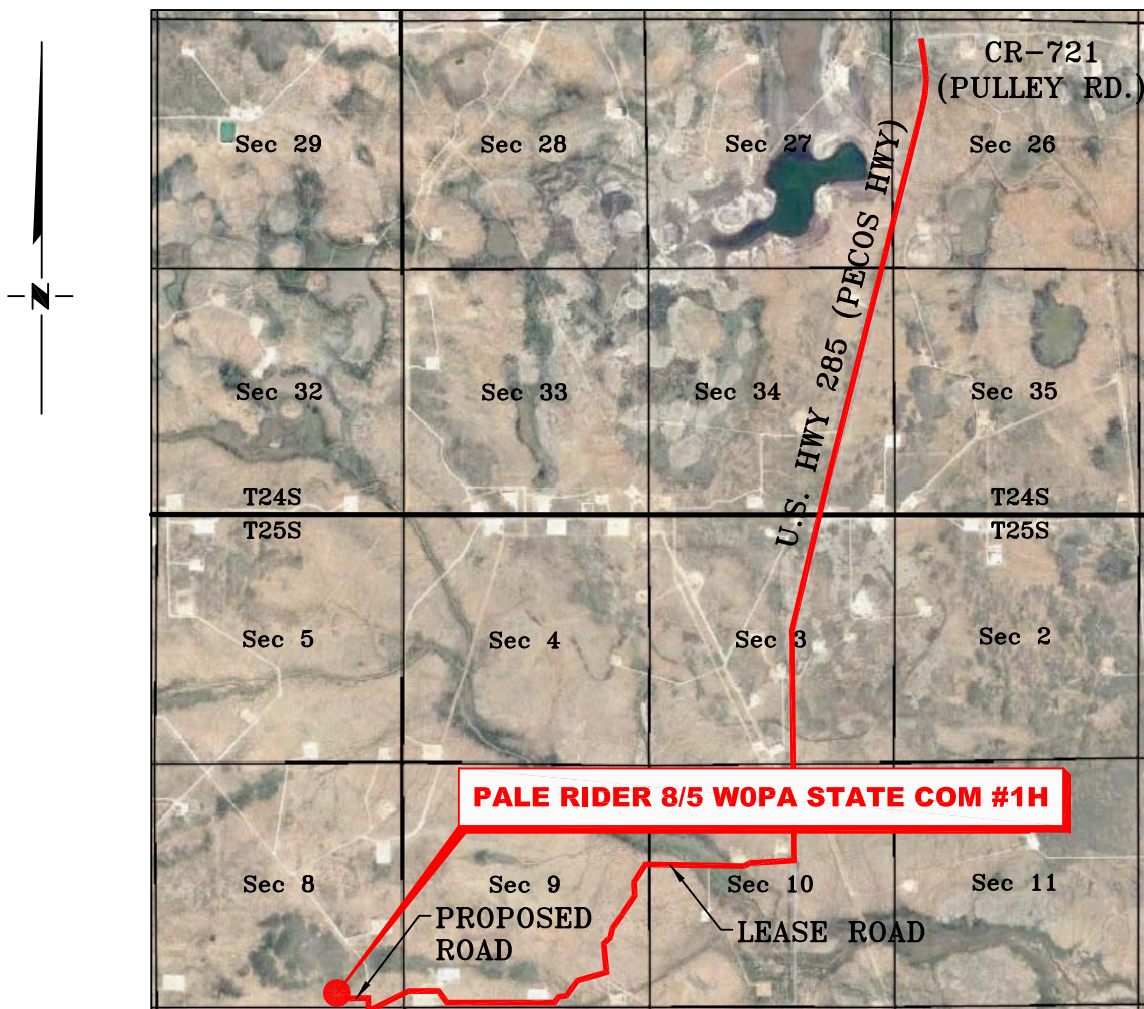 CR-721
(PULLEY RD.)
Sec 29
Sec 28
Sec 27
Sec 26
U.S. HWY 285 (PECOS HWY)
Sec 32
Sec 33
Sec 34
Sec 35
T24S
T24S
T25S
T25S
N
Sec 5
Sec 4
Sec 3
Sec 2
PALE RIDER 8/5 W0PA STATE COM #1H
Sec 8
Sec 9
Sec 10
Sec 11
PROPOSED
ROAD
LEASE ROAD